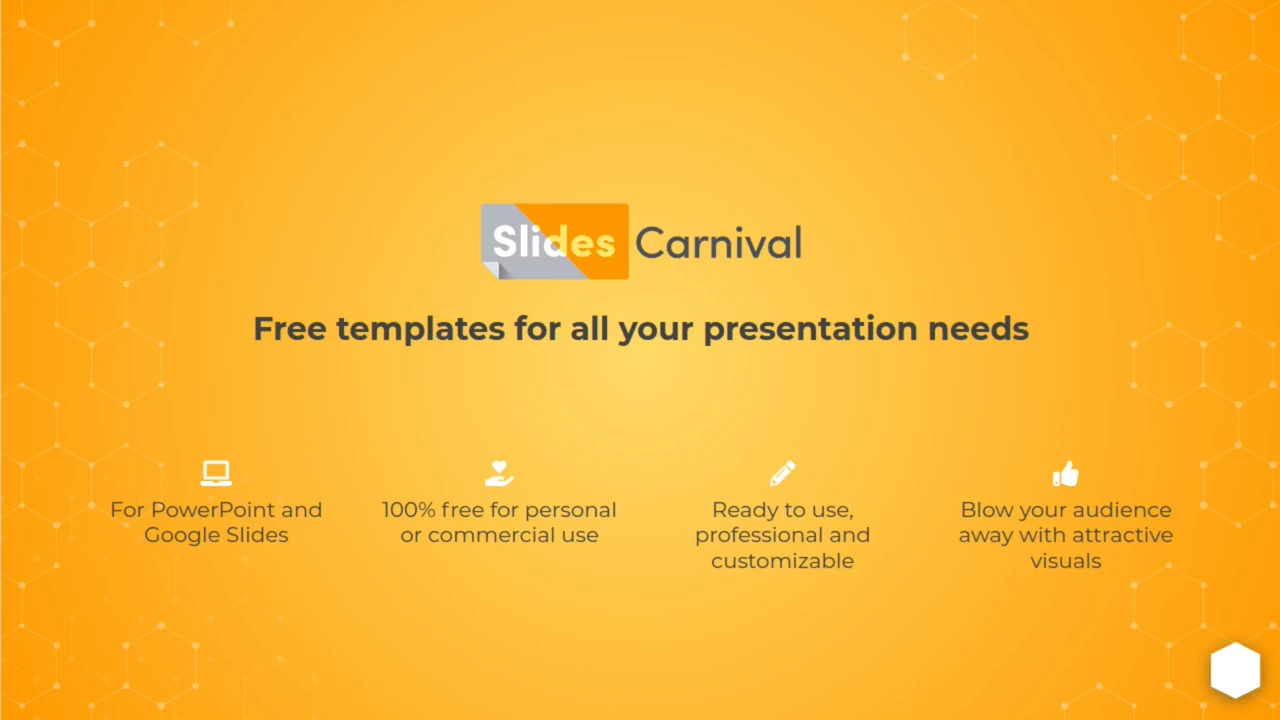 Slides Carnival
Free templates for all your presentation needs
For PowerPoint and
Google Slides
100% free for personal
or commercial use
Ready to use,
professional and
customizable
Blow your audience
away with attractive
visuals